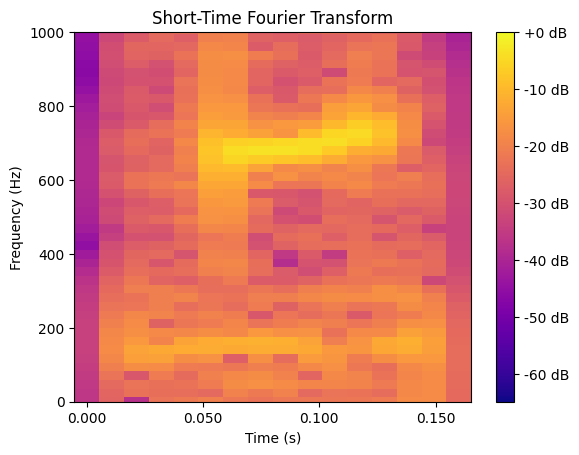 Short-Time Fourier Transform
1000
800
600
400
200
0
Frequency (Hz)
0.000
0.050
0.100
0.150
Time (s)
+0 dB
-10 dB
-20 dB
-30 dB
-40 dB
-50 dB
-60 dB